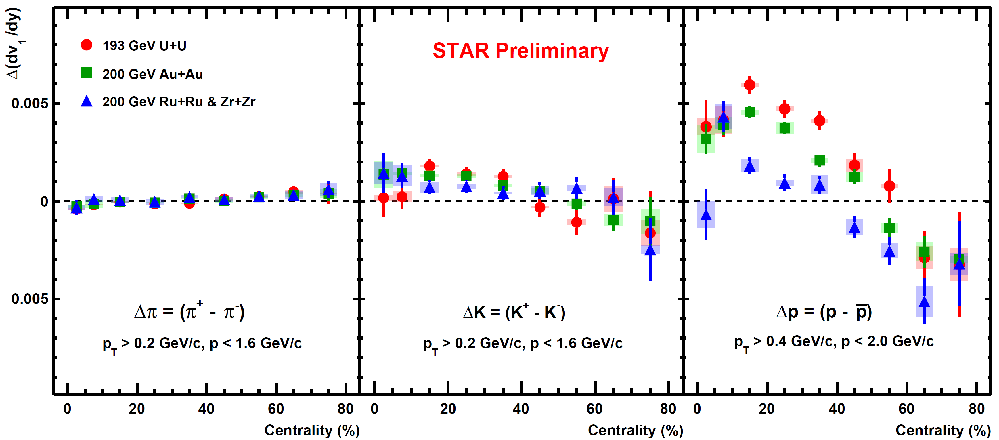 Δ(dv₁/dy)
193 GeV U+U
200 GeV Au+Au
200 GeV Ru+Ru & Zr+Zr
STAR Preliminary
0.005
0
−0.005
Δπ = (π⁺ - π⁻)
p_T > 0.2 GeV/c, p < 1.6 GeV/c
ΔK = (K⁺ - K⁻)
p_T > 0.2 GeV/c, p < 1.6 GeV/c
Δp = (p - p̅)
p_T > 0.4 GeV/c, p < 2.0 GeV/c
0 20 40 60 80
0 20 40 60 80
0 20 40 60 80
Centrality (%)
Centrality (%)
Centrality (%)